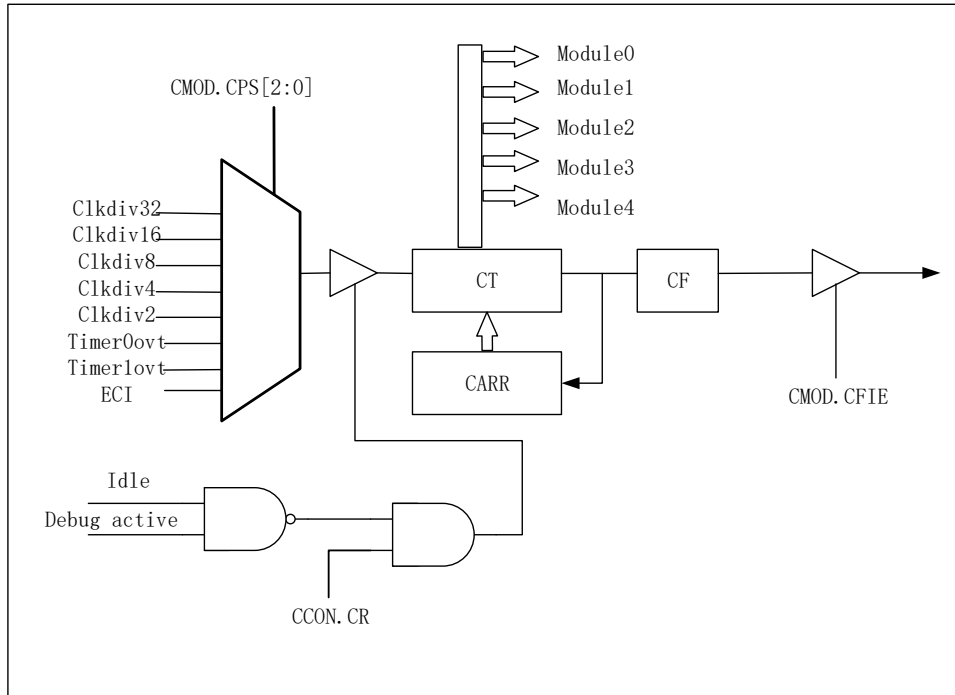 Module0
CMOD.CPS[2:0]
Module1
Module2
Module3
Module4
Clkdiv32
Clkdiv16
Clkdiv8
Clkdiv4
Clkdiv2
Timer0ovt
Timer1ovt
ECI
CT
CF
CARR
CMOD.CFIE
Idle
Debug active
CCON.CR